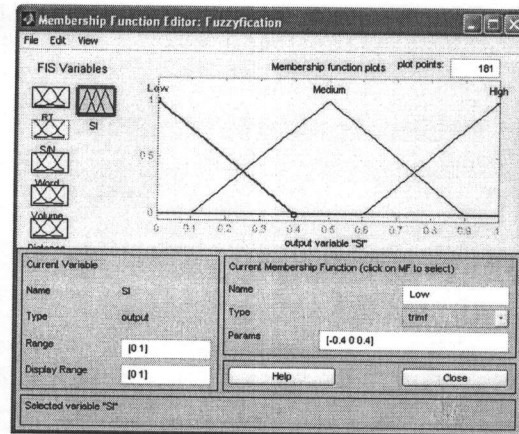 Membership Function Editor: Fuzzyfication
File Edit View
FIS Variables
RT
S/N
Word
Volume
Distance
SI
Membership function plots plot points: 181
Low Medium High
1
0.5
0
0 0.1 0.2 0.3 0.4 0.5 0.6 0.7 0.8 0.9 1
output variable "SI"
Current Variable
Name SI
Type output
Range [0 1]
Display Range [0 1]
Current Membership Function (click on MF to select)
Name Low
Type trimf
Params [-0.4 0 0.4]
Help Close
Selected variable "SI"